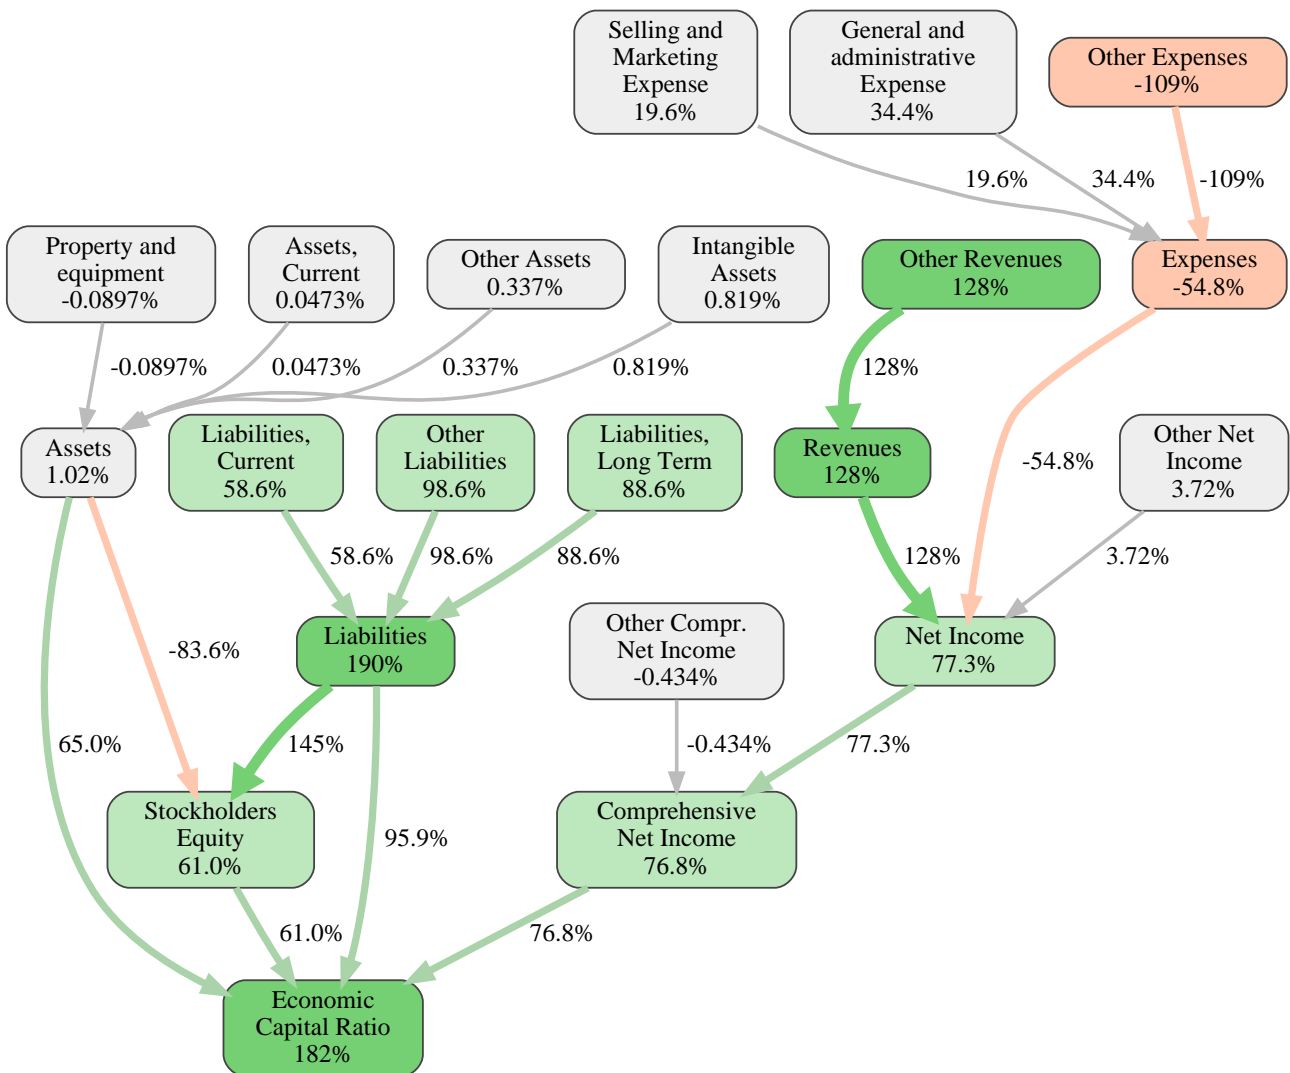 Selling and
Marketing
Expense
19.6%
General and
administrative
Expense
34.4%
Other Expenses
-109%
19.6%
34.4%
-109%
Property and
equipment
-0.0897%
Assets,
Current
0.0473%
Other Assets
0.337%
Intangible
Assets
0.819%
Other Revenues
128%
Expenses
-54.8%
-0.0897%
0.0473%
0.337%
0.819%
128%
Assets
1.02%
Liabilities,
Current
58.6%
Other
Liabilities
98.6%
Liabilities,
Long Term
88.6%
Revenues
128%
-54.8%
Other Net
Income
3.72%
58.6%
98.6%
88.6%
128%
3.72%
-83.6%
Liabilities
190%
Other Compr.
Net Income
-0.434%
Net Income
77.3%
65.0%
145%
-0.434%
77.3%
Stockholders
Equity
61.0%
95.9%
Comprehensive
Net Income
76.8%
61.0%
76.8%
Economic
Capital Ratio
182%